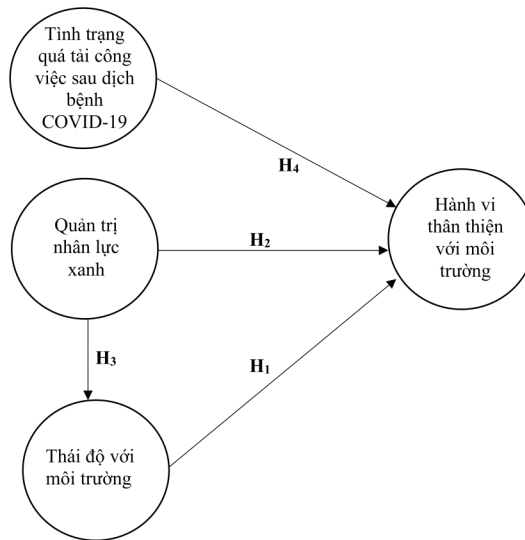 Tình trạng
quá tải công
việc sau dịch
bệnh
COVID-19
H4
Hành vi
thân thiện
với môi
trường
Quản trị
nhân lực
xanh
H2
H3
H1
Thái độ với
môi trường